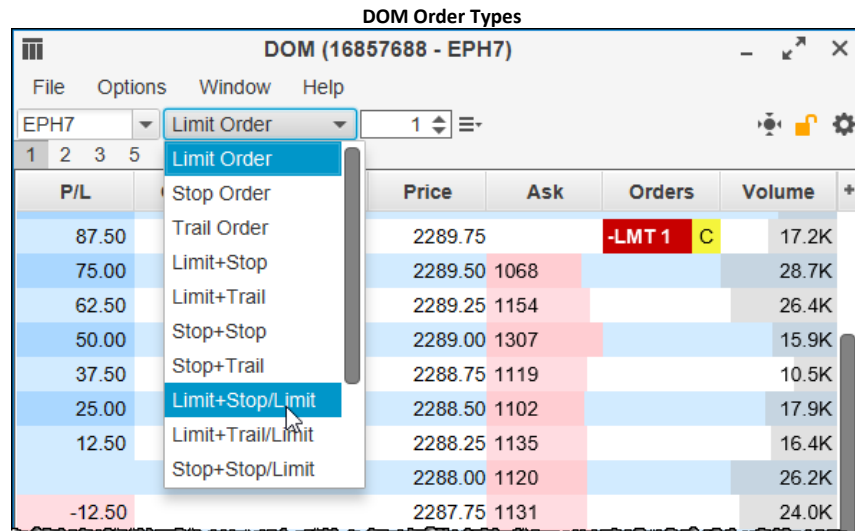 DOM Order Types
DOM (16857688 - EPH7)
File Options Window Help
EPH7 Limit Order 1
1 2 3 5
Limit Order
Stop Order
Trail Order
Limit+Stop
Limit+Trail
Stop+Stop
Stop+Trail
Limit+Stop/Limit
Limit+Trail/Limit
Stop+Stop/Limit
P/L Price Ask Orders Volume +
87.50 2289.75 -LMT 1 C 17.2K
75.00 2289.50 1068 28.7K
62.50 2289.25 1154 26.4K
50.00 2289.00 1307 15.9K
37.50 2288.75 1119 10.5K
25.00 2288.50 1102 17.9K
12.50 2288.25 1135 16.4K
2288.00 1120 26.2K
-12.50 2287.75 1131 24.0K